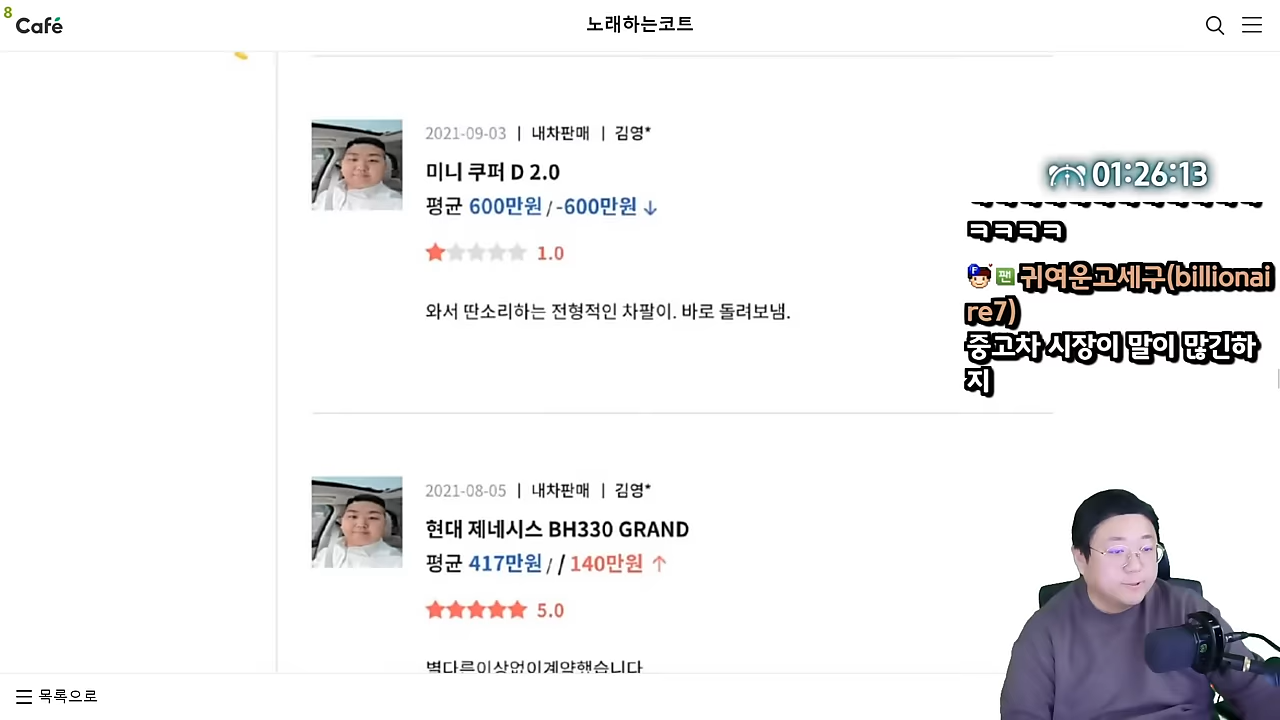 8
Café
노래하는코트
2021-09-03 | 내차판매 | 김영*
미니 쿠퍼 D 2.0
평균 600만원 / -600만원 ↓
1.0
와서 딴소리하는 전형적인 차팔이. 바로 돌려보냄.
2021-08-05 | 내차판매 | 김영*
현대 제네시스 BH330 GRAND
평균 417만원 / / 140만원 ↑
5.0
별다른이상없이계약했습니다
목록으로
01:26:13
ㅋㅋㅋㅋ
F 팬 귀여운고세구(billionai
re7)
중고차 시장이 말이 많긴하
지